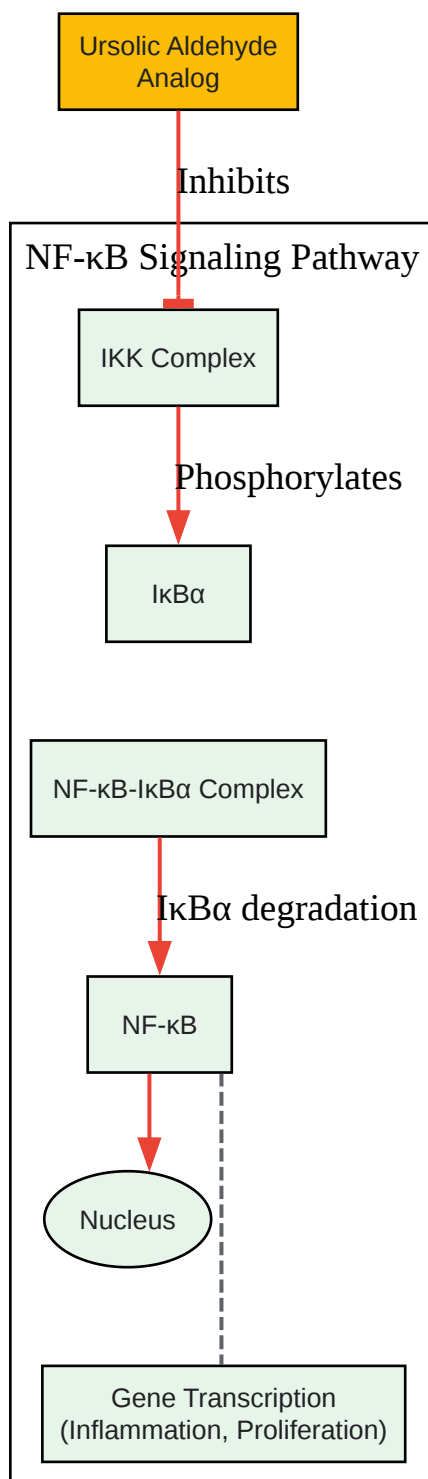 Ursolic Aldehyde
Analog
Inhibits
NF-κB Signaling Pathway
IKK Complex
Phosphorylates
IκBα
NF-κB-IκBα Complex
IκBα degradation
NF-κB
Nucleus
Gene Transcription
(Inflammation, Proliferation)